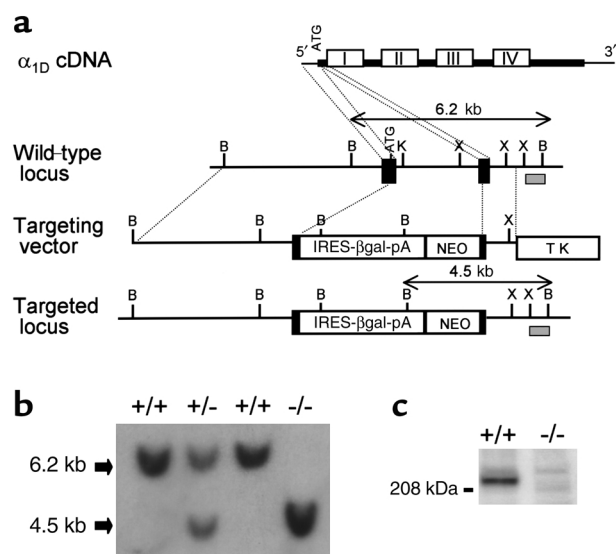 a
ATG
5' 3'
α1D cDNA I II III IV
6.2 kb
ATG
B B K X X X B
Wild-type
locus
B B B B X
Targeting
vector IRES-βgal-pA NEO T K
4.5 kb
B B B B X X B
Targeted
locus IRES-βgal-pA NEO
b
+/+ +/- +/+ -/-
6.2 kb
4.5 kb
c
+/+ -/-
208 kDa